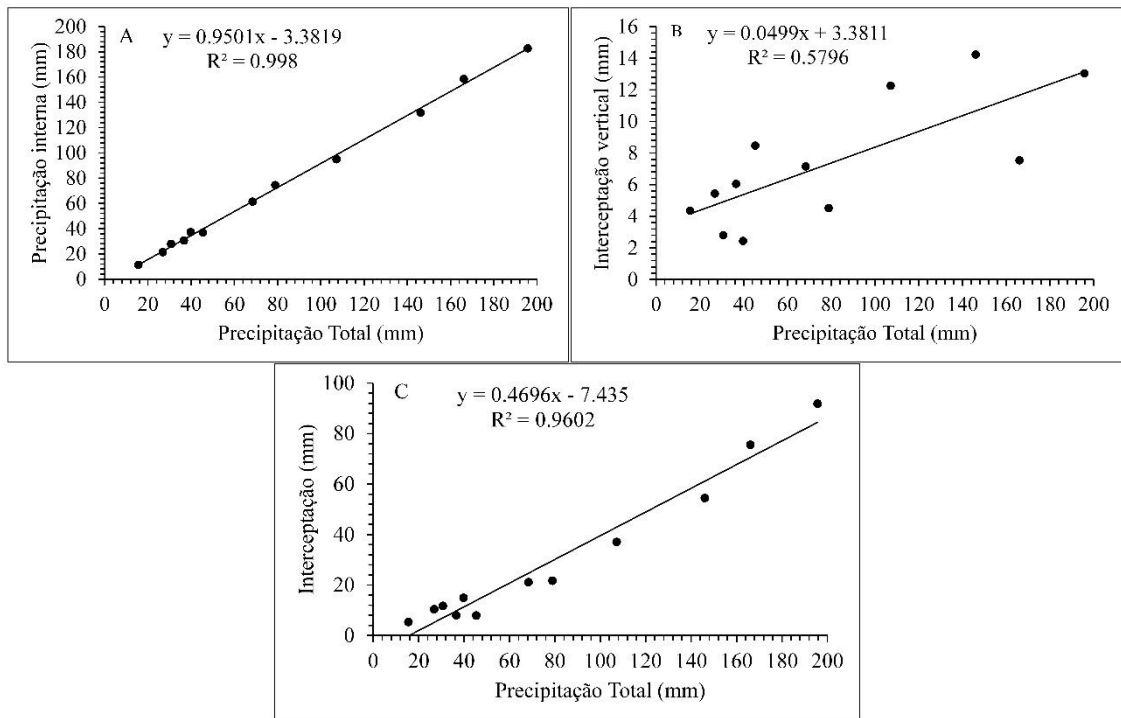 A
y = 0.9501x - 3.3819
R² = 0.998
Precipitação interna (mm)
200
180
160
140
120
100
80
60
40
20
0
0 20 40 60 80 100 120 140 160 180 200
Precipitação Total (mm)
B
y = 0.0499x + 3.3811
R² = 0.5796
Interceptação vertical (mm)
16
14
12
10
8
6
4
2
0
0 20 40 60 80 100 120 140 160 180 200
Precipitação Total (mm)
C
y = 0.4696x - 7.435
R² = 0.9602
Interceptação (mm)
100
80
60
40
20
0
0 20 40 60 80 100 120 140 160 180 200
Precipitação Total (mm)